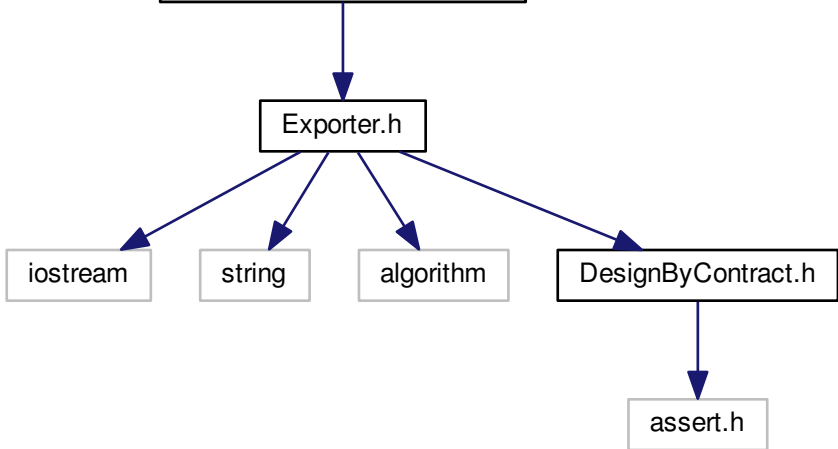 Exporter.h
iostream
string
algorithm
DesignByContract.h
assert.h